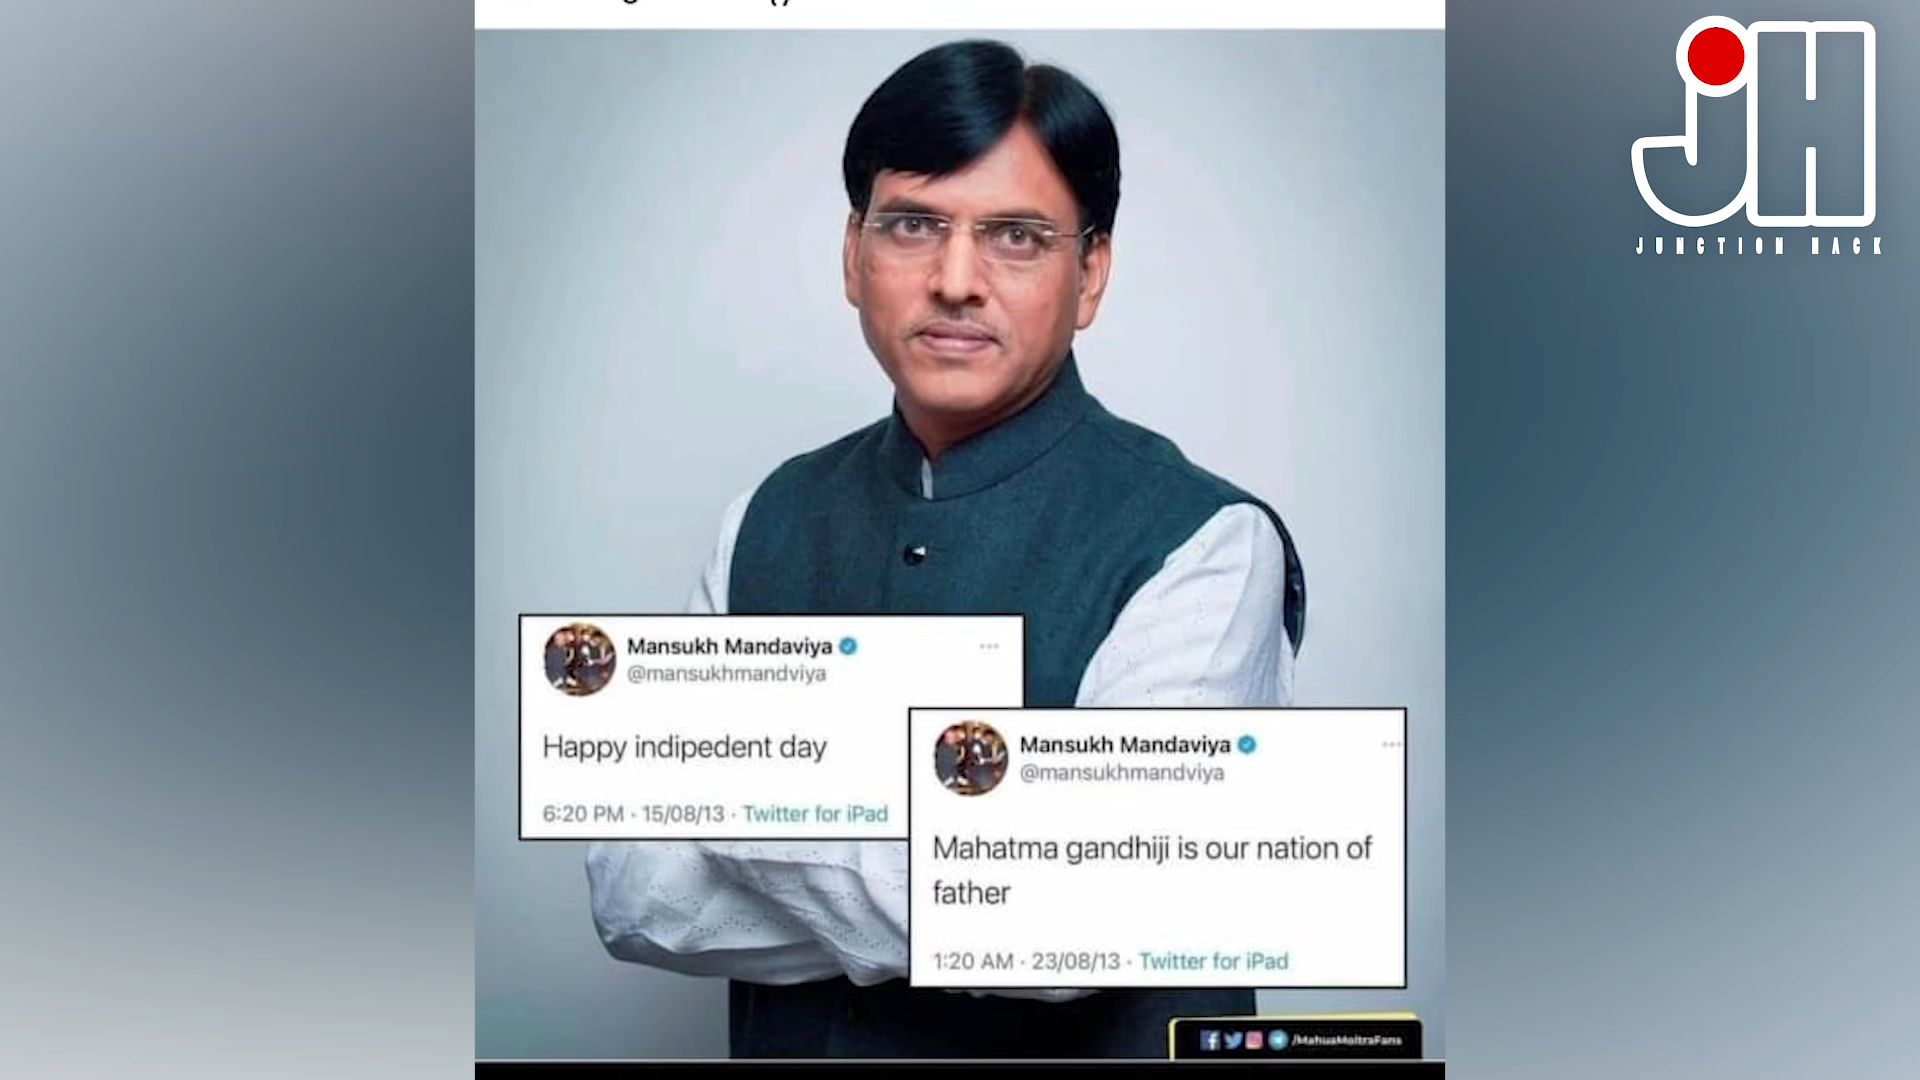 JH
JUNCTION HACK
Mansukh Mandaviya
@mansukhmandviya
Happy indipedent day
6:20 PM · 15/08/13 · Twitter for iPad
Mansukh Mandaviya
@mansukhmandviya
Mahatma gandhiji is our nation of
father
1:20 AM · 23/08/13 · Twitter for iPad
/MahuaMoitraFans